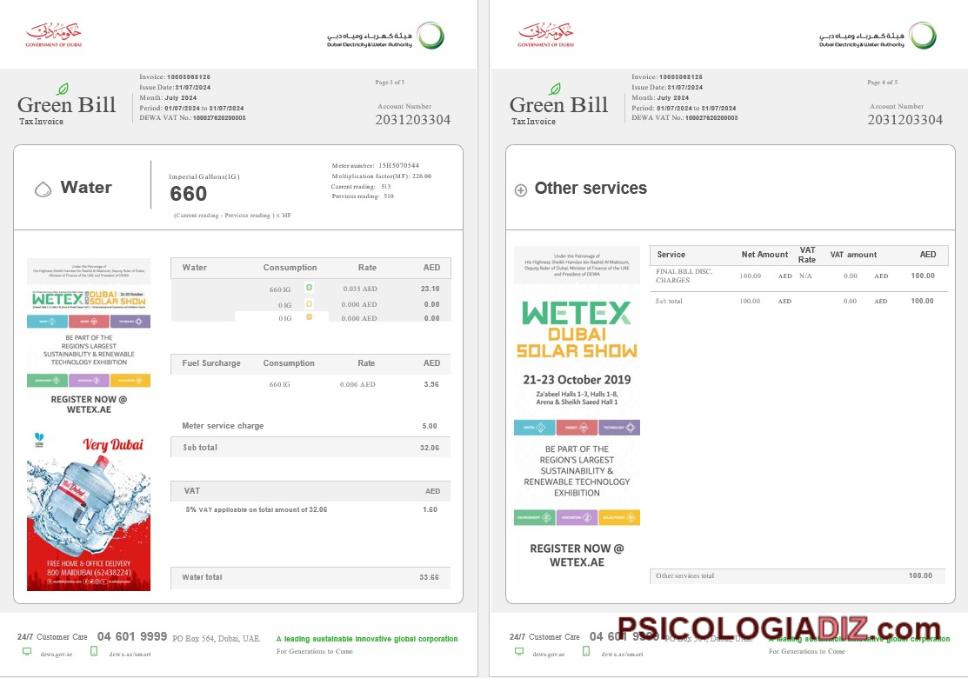 حكومة دبي
GOVERNMENT OF DUBAI
هيئة كهرباء ومياه دبي
Dubai Electricity & Water Authority
Green Bill
Tax Invoice
Invoice: 10005068126
Issue Date: 31/07/2024
Month: July 2024
Period: 01/07/2024 to 31/07/2024
DEWA VAT No.: 100027620200003
Page 3 of 5
Account Number
2031203304
Water
Imperial Gallons(IG)
660
(Current reading - Previous reading ) x MF
Meter number: 15H5070544
Multiplication factor(MF): 220.00
Current reading: 513
Previous reading: 510
Under the Patronage of
His Highness Sheikh Hamdan bin Rashid Al Maktoum, Deputy Ruler of Dubai,
Minister of Finance of the UAE and President of DEWA
WETEX DUBAI SOLAR SHOW
BE PART OF THE
REGION'S LARGEST
SUSTAINABILITY & RENEWABLE
TECHNOLOGY EXHIBITION
REGISTER NOW @
WETEX.AE
Very Dubai
FREE HOME & OFFICE DELIVERY
800 MAIDUBAI (62438224)
Water Consumption Rate AED
660 IG 0.035 AED 23.10
0 IG 0.000 AED 0.00
0 IG 0.000 AED 0.00
Fuel Surcharge Consumption Rate AED
660 IG 0.006 AED 3.96
Meter service charge 5.00
Sub total 32.06
VAT AED
5% VAT applicable on total amount of 32.06 1.60
Water total 33.66
24/7 Customer Care 04 601 9999 PO Box 564, Dubai, UAE.
A leading sustainable innovative global corporation
dewa.gov.ae dewa.ae/smart
For Generations to Come
حكومة دبي
GOVERNMENT OF DUBAI
هيئة كهرباء ومياه دبي
Dubai Electricity & Water Authority
Green Bill
Tax Invoice
Invoice: 10005068126
Issue Date: 31/07/2024
Month: July 2024
Period: 01/07/2024 to 31/07/2024
DEWA VAT No.: 100027620200003
Page 4 of 5
Account Number
2031203304
Other services
Under the Patronage of
His Highness Sheikh Hamdan bin Rashid Al Maktoum,
Deputy Ruler of Dubai, Minister of Finance of the UAE
and President of DEWA
WETEX
DUBAI
SOLAR SHOW
21-23 October 2019
Za'abeel Halls 1-3, Halls 1-8,
Arena & Sheikh Saeed Hall 1
BE PART OF THE
REGION'S LARGEST
SUSTAINABILITY &
RENEWABLE TECHNOLOGY
EXHIBITION
REGISTER NOW @
WETEX.AE
Service Net Amount VAT Rate VAT amount AED
FINAL BILL DISC. CHARGES 100.00 AED N/A 0.00 AED 100.00
Sub total 100.00 AED 0.00 AED 100.00
Other services total 100.00
24/7 Customer Care 04 601 9999 PO Box 564, Dubai, UAE.
A leading sustainable innovative global corporation
PSICOLOGIADIZ.com
dewa.gov.ae dewa.ae/smart
For Generations to Come